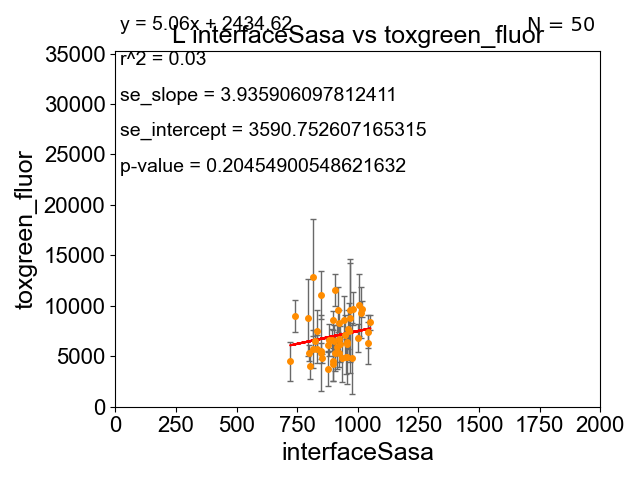 y = 5.06x + 2434.62
N = 50
L interfaceSasa vs toxgreen_fluor
r^2 = 0.03
se_slope = 3.935906097812411
se_intercept = 3590.752607165315
p-value = 0.20454900548621632
35000
30000
25000
20000
15000
10000
5000
0
toxgreen_fluor
0 250 500 750 1000 1250 1500 1750 2000
interfaceSasa